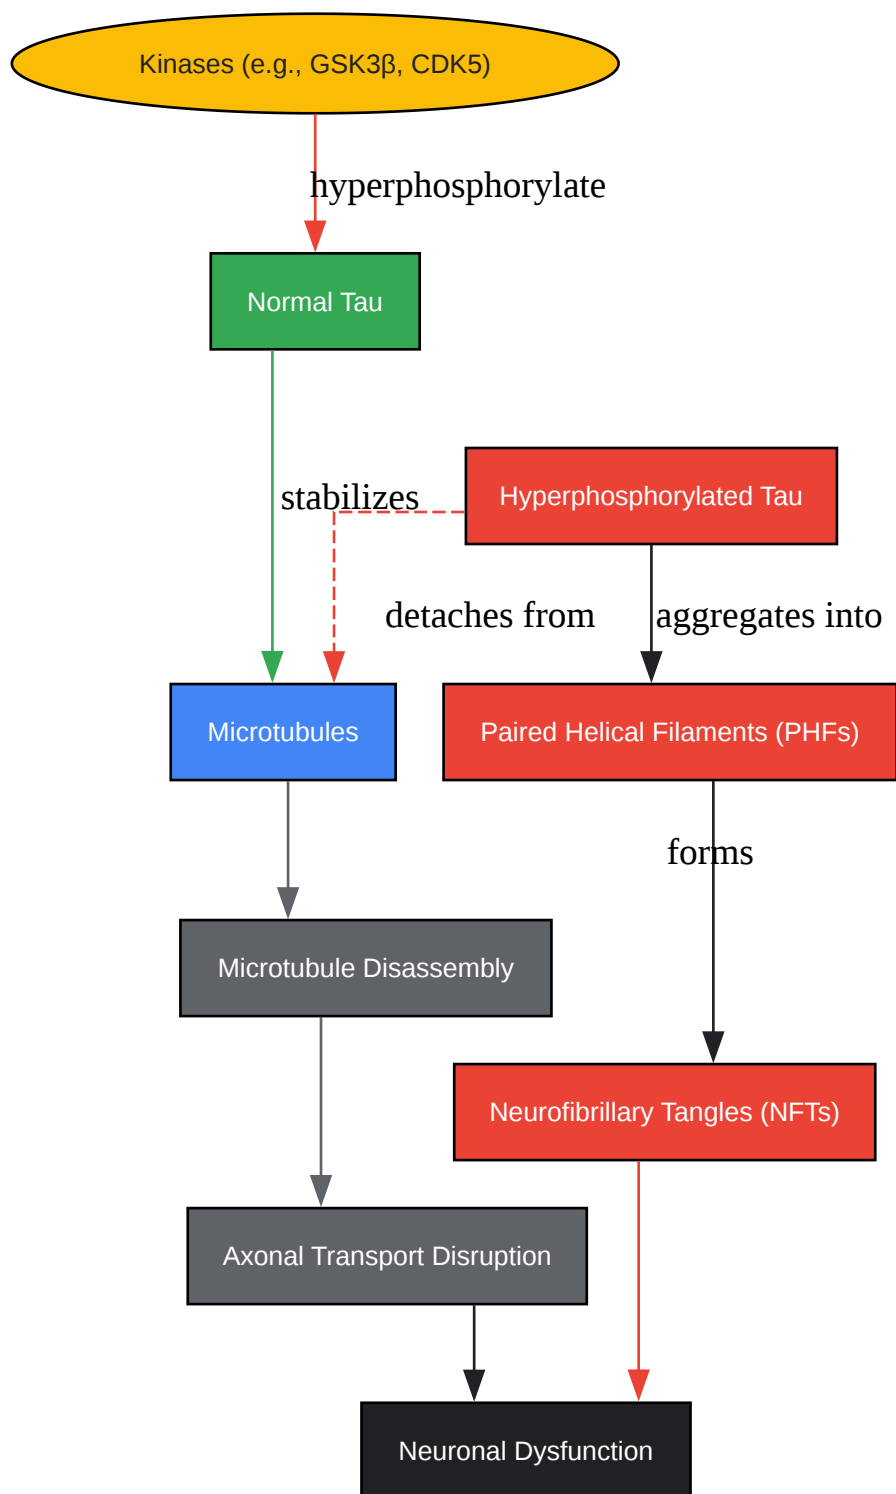 Kinases (e.g., GSK3β, CDK5)
hyperphosphorylate
Normal Tau
stabilizes
Hyperphosphorylated Tau
detaches from
aggregates into
Microtubules
Paired Helical Filaments (PHFs)
forms
Microtubule Disassembly
Neurofibrillary Tangles (NFTs)
Axonal Transport Disruption
Neuronal Dysfunction